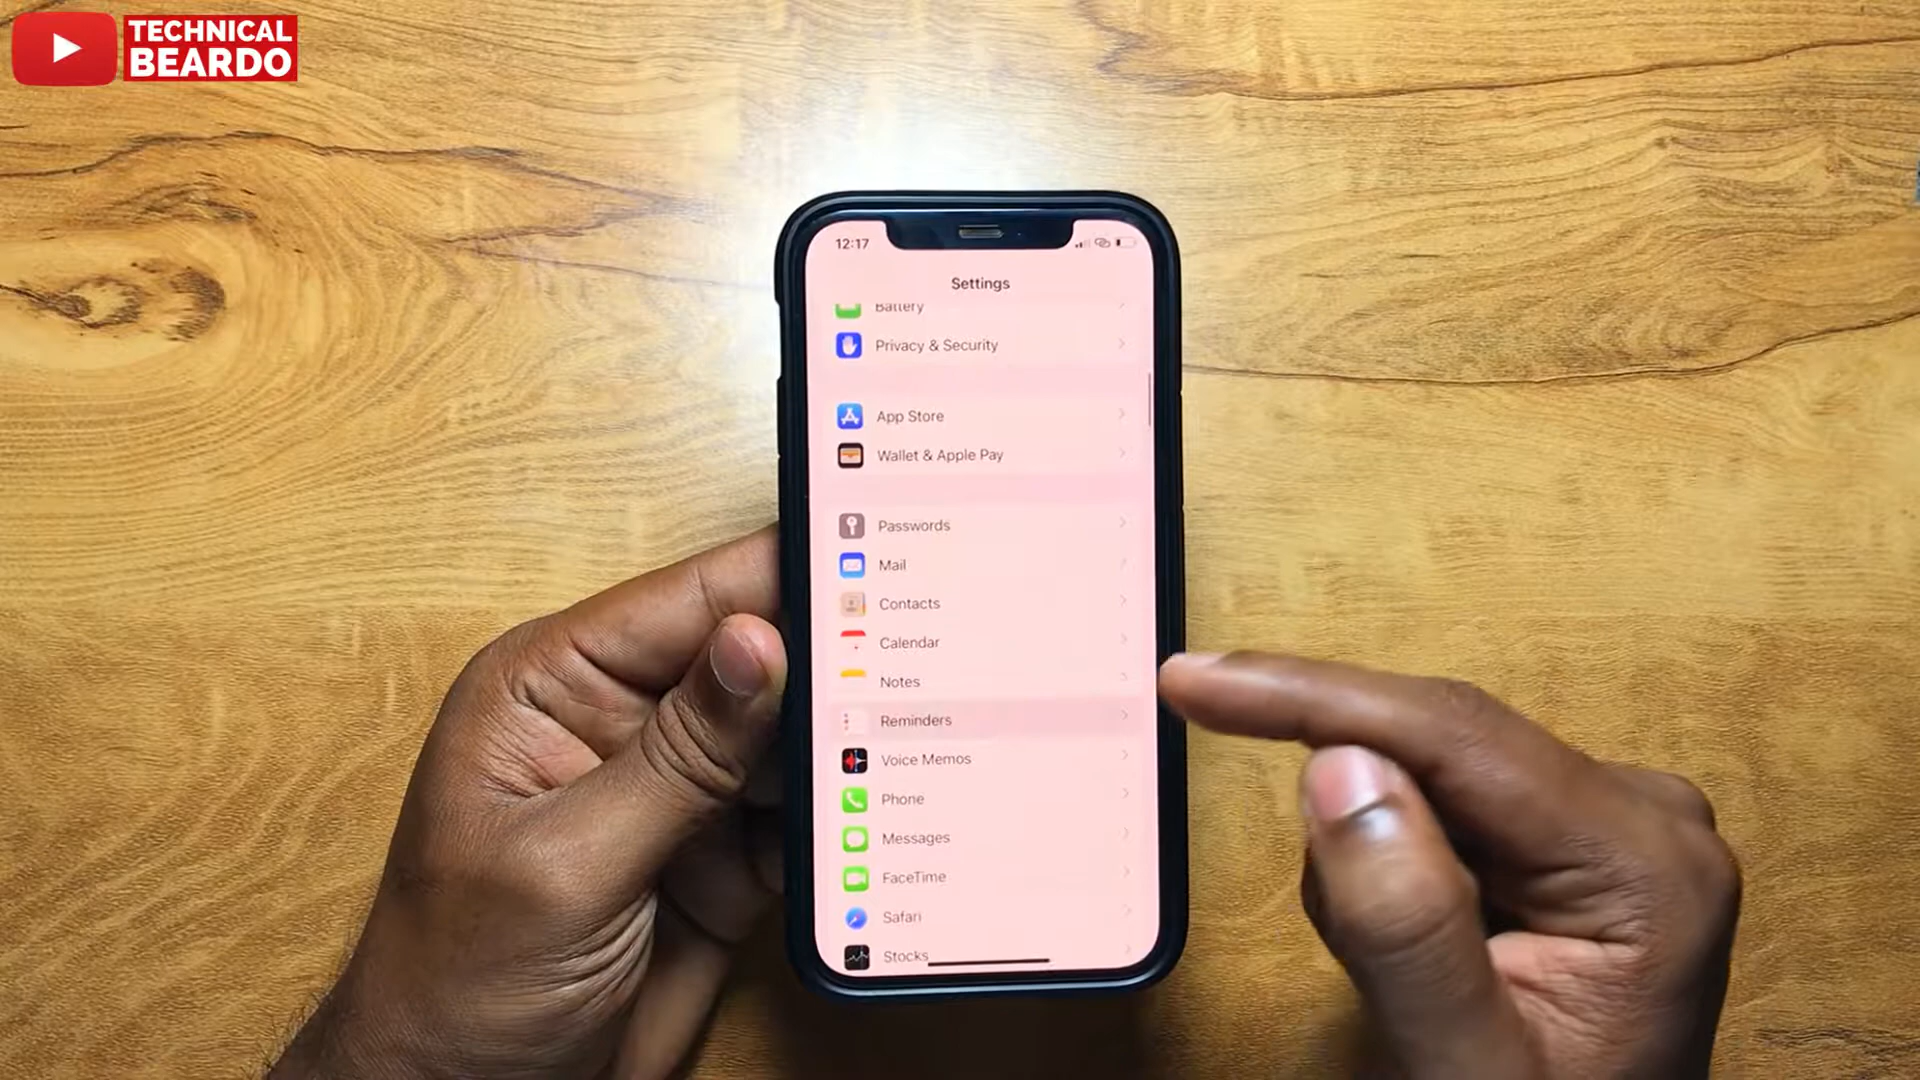 TECHNICAL
BEARDO
12:17
Settings
Battery
Privacy & Security
App Store
Wallet & Apple Pay
Passwords
Mail
Contacts
Calendar
Notes
Reminders
Voice Memos
Phone
Messages
FaceTime
Safari
Stocks